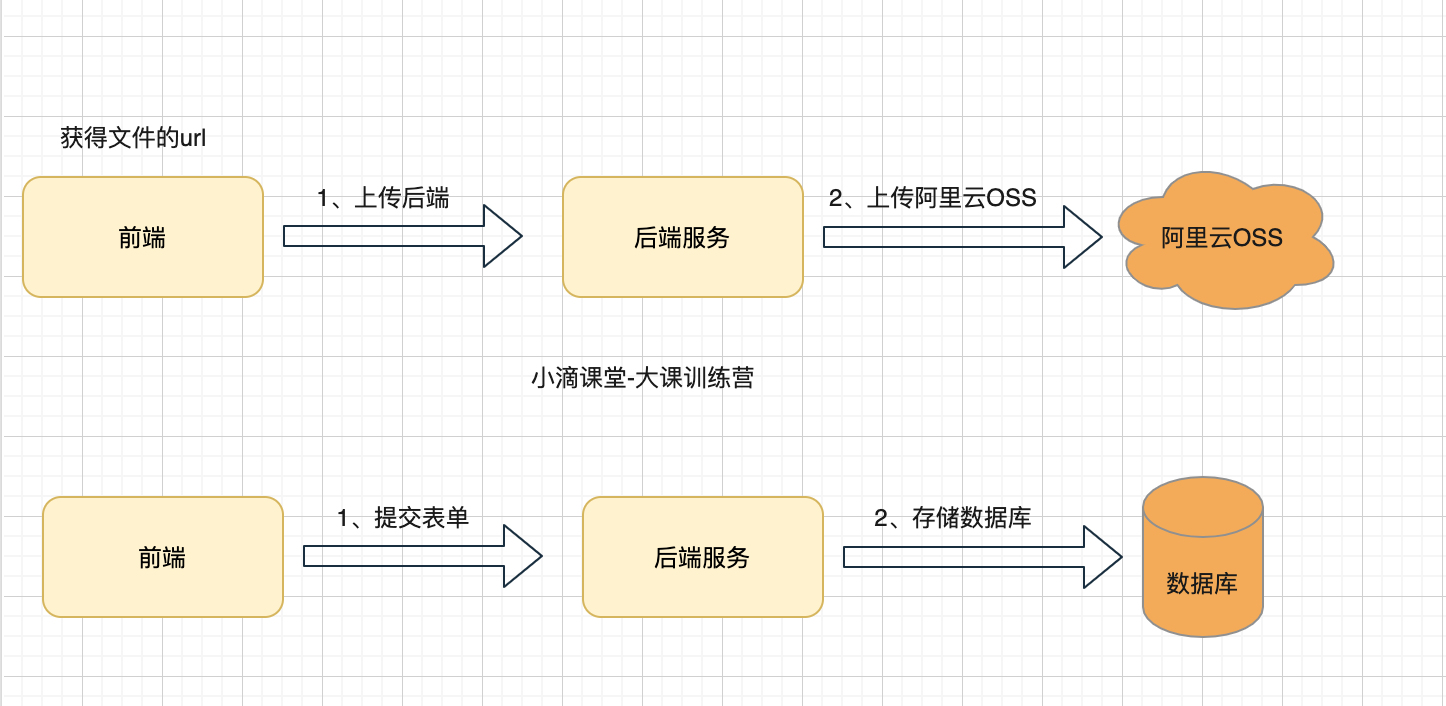 获得文件的url
1、上传后端
2、上传阿里云OSS
前端
后端服务
阿里云OSS
小滴课堂-大课训练营
1、提交表单
2、存储数据库
前端
后端服务
数据库